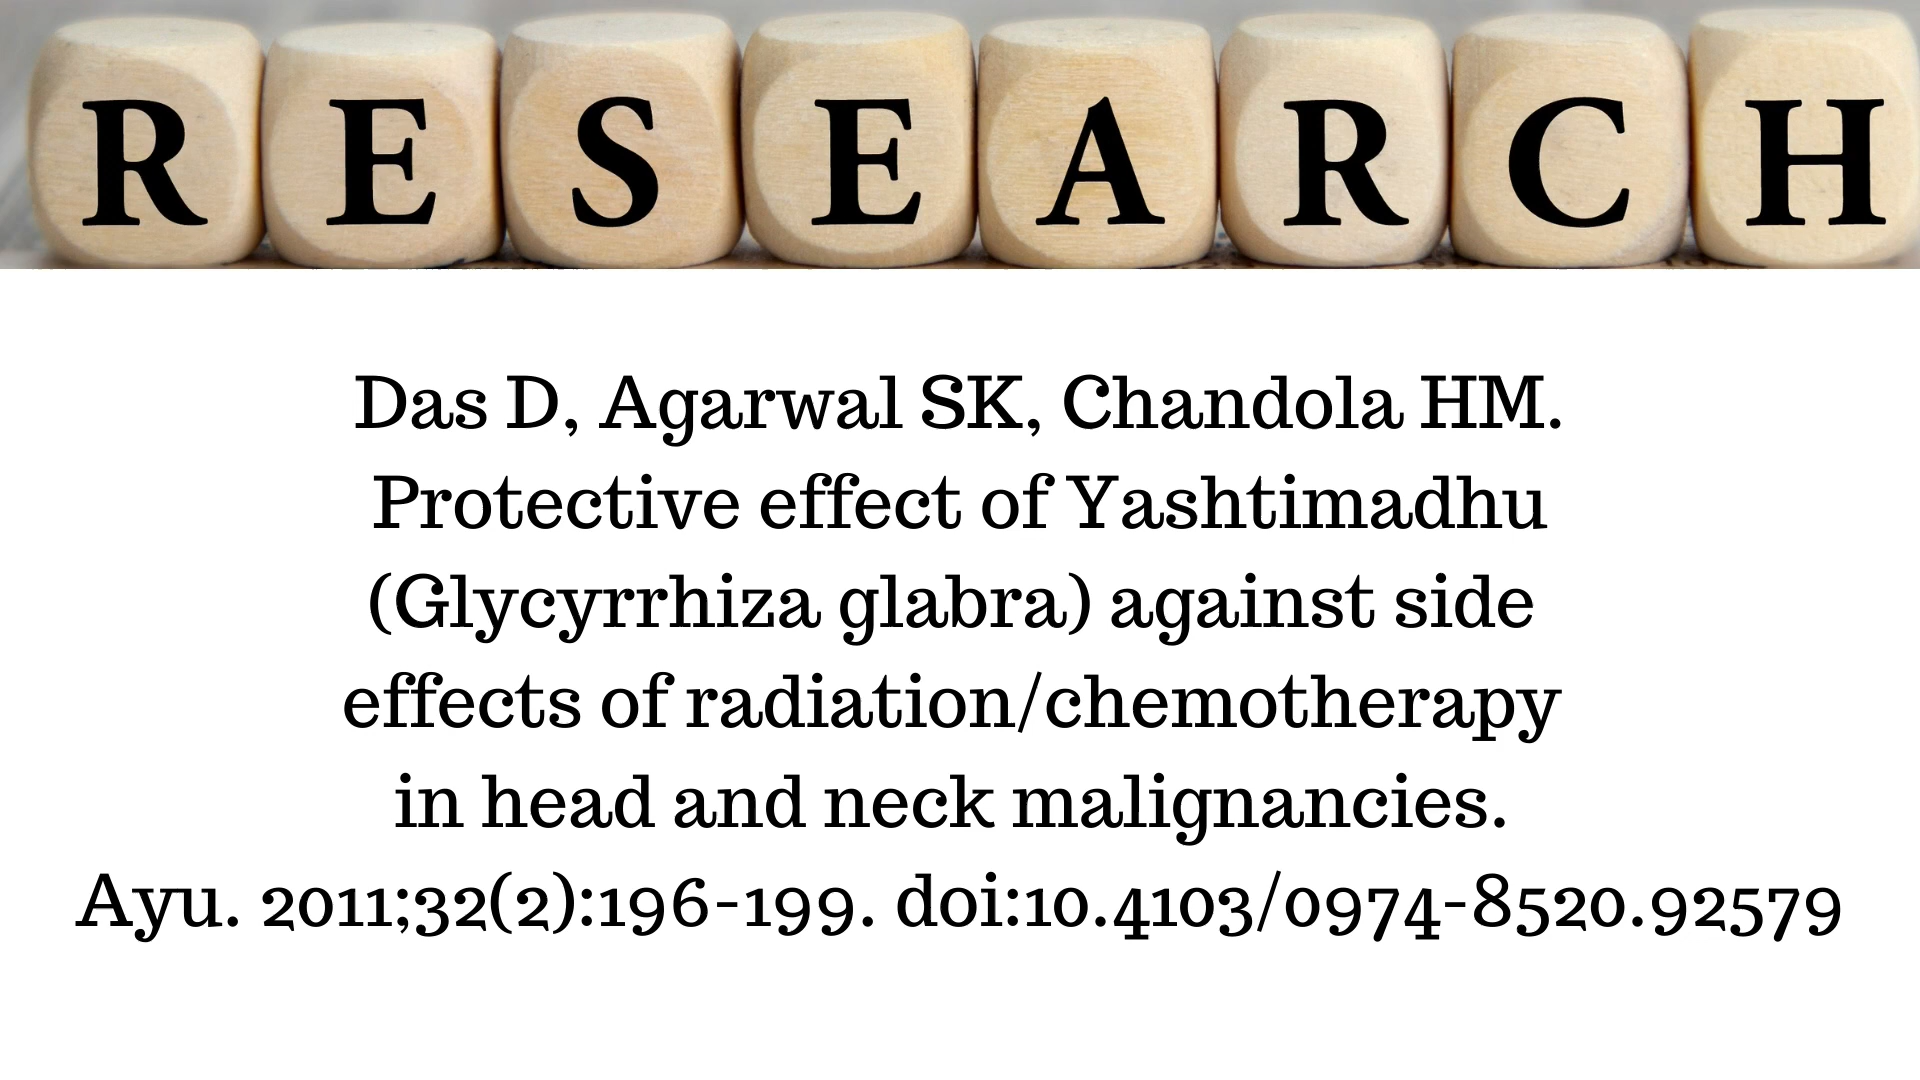 RESEARCH
Das D, Agarwal SK, Chandola HM.
Protective effect of Yashtimadhu
(Glycyrrhiza glabra) against side
effects of radiation/chemotherapy
in head and neck malignancies.
Ayu. 2011;32(2):196-199. doi:10.4103/0974-8520.92579